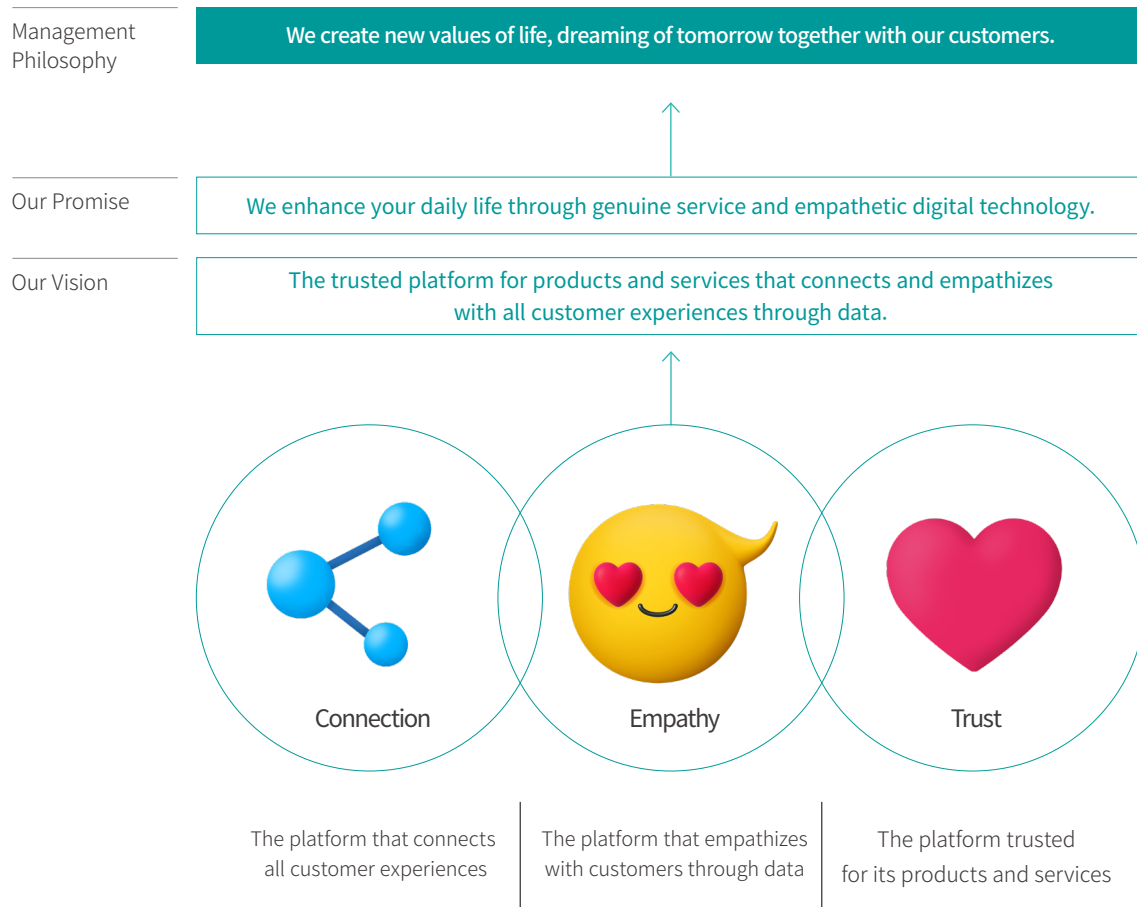 Management
Philosophy
We create new values of life, dreaming of tomorrow together with our customers.
Our Promise
We enhance your daily life through genuine service and empathetic digital technology.
Our Vision
The trusted platform for products and services that connects and empathizes
with all customer experiences through data.
Connection
Empathy
Trust
The platform that connects
all customer experiences
The platform that empathizes
with customers through data
The platform trusted
for its products and services